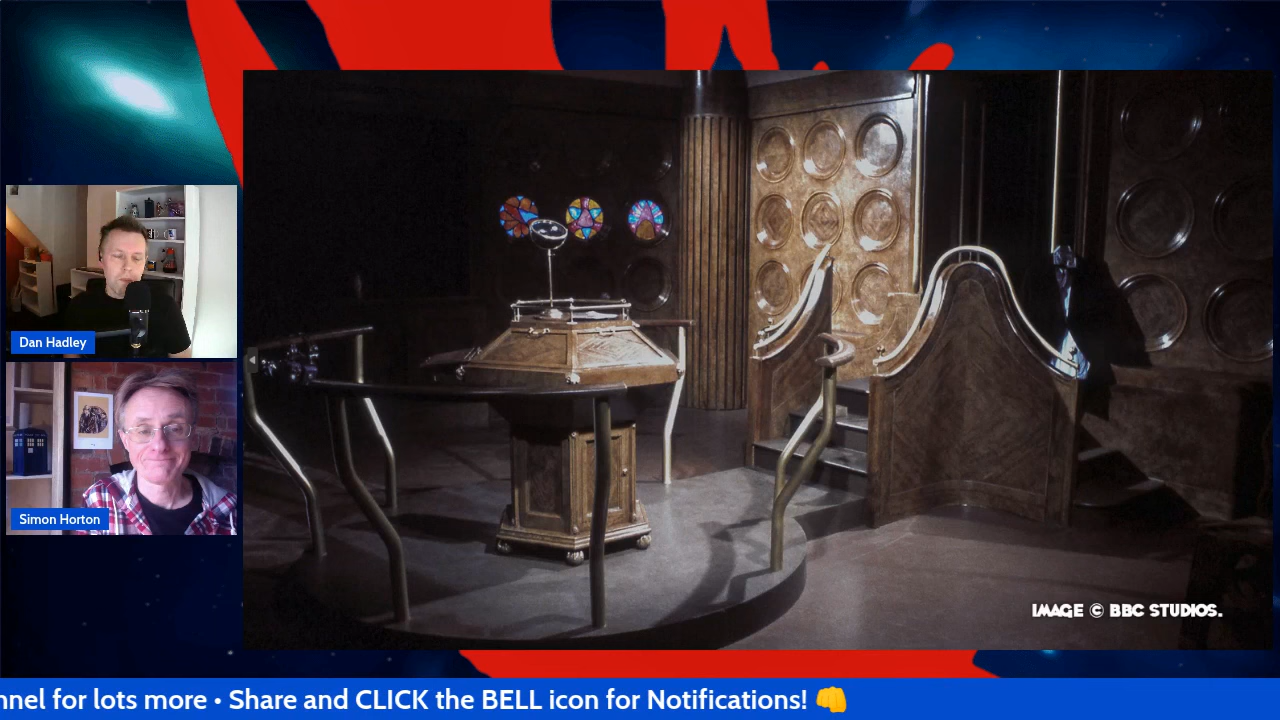 Dan Hadley
Simon Horton
IMAGE © BBC STUDIOS.
nnel for lots more • Share and CLICK the BELL icon for Notifications! 👊